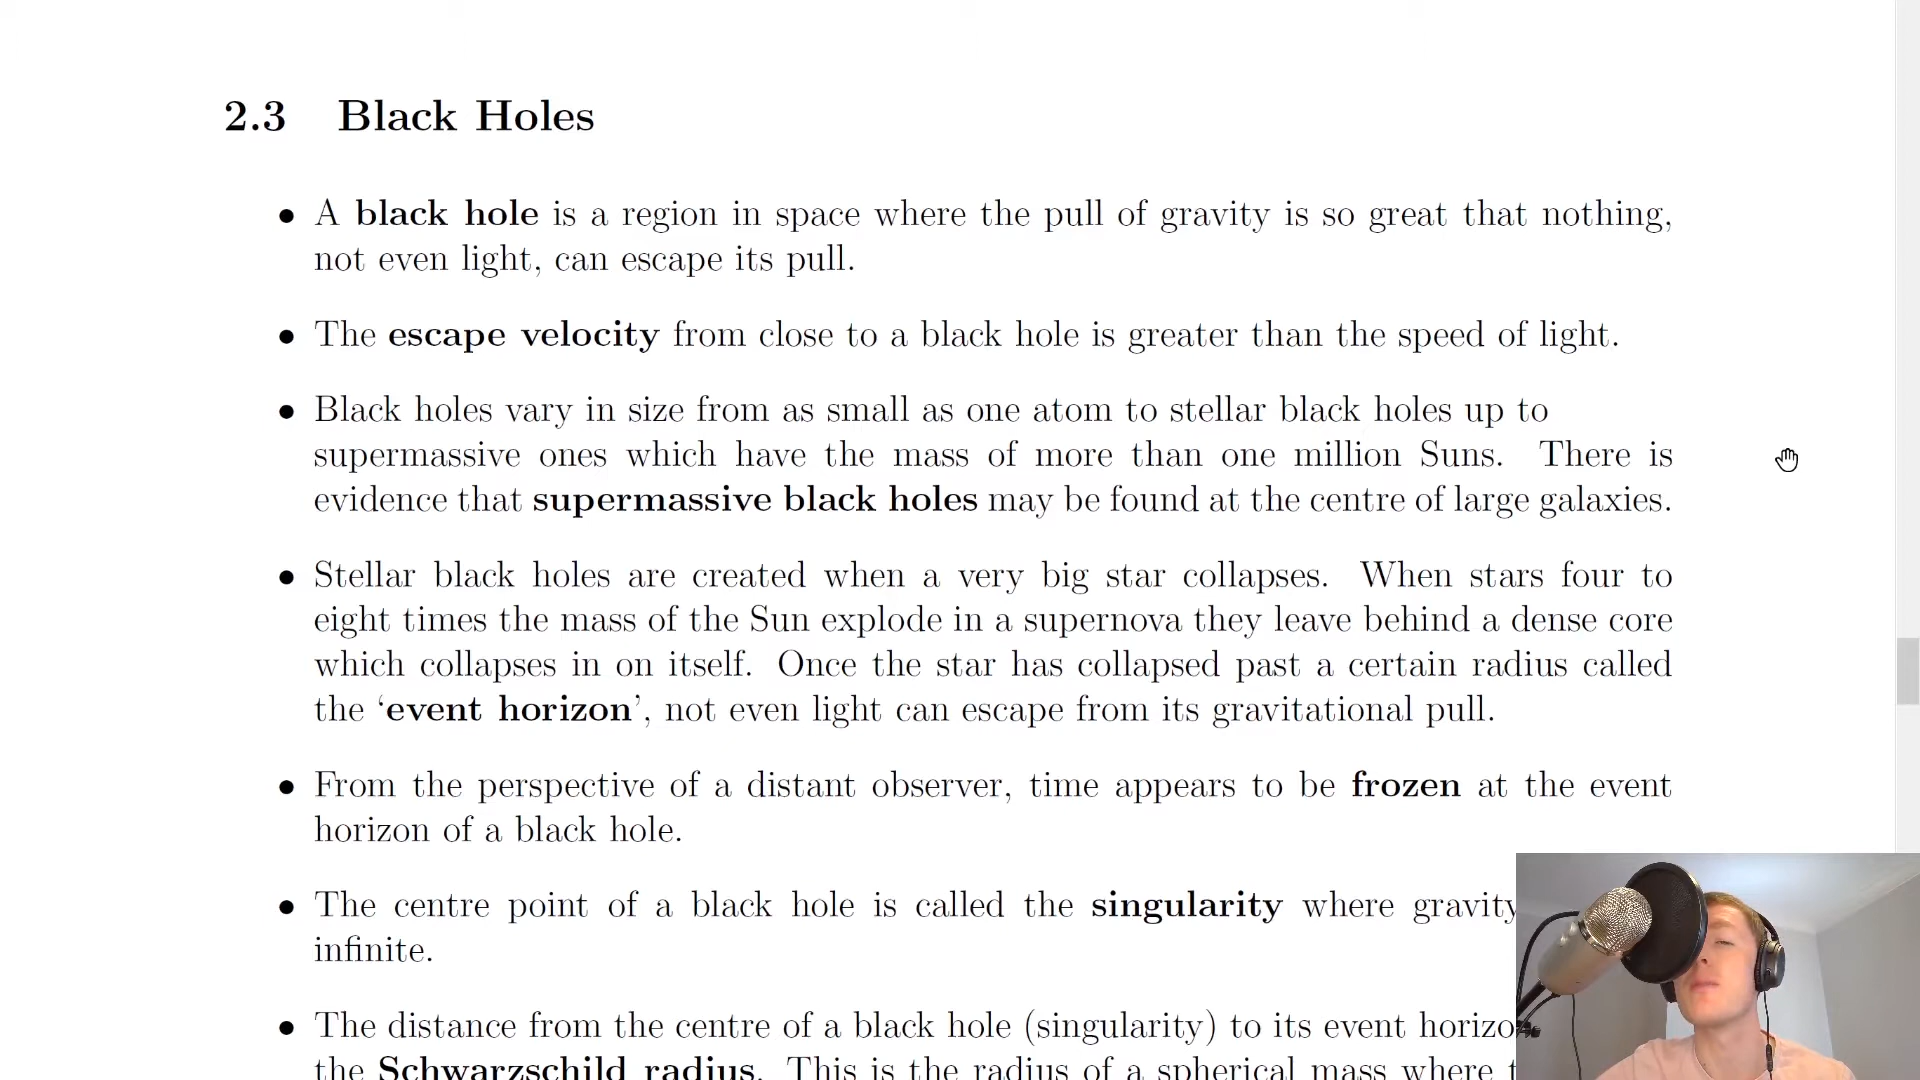 2.3 Black Holes
• A black hole is a region in space where the pull of gravity is so great that nothing,
not even light, can escape its pull.
• The escape velocity from close to a black hole is greater than the speed of light.
• Black holes vary in size from as small as one atom to stellar black holes up to
supermassive ones which have the mass of more than one million Suns. There is
evidence that supermassive black holes may be found at the centre of large galaxies.
• Stellar black holes are created when a very big star collapses. When stars four to
eight times the mass of the Sun explode in a supernova they leave behind a dense core
which collapses in on itself. Once the star has collapsed past a certain radius called
the ‘event horizon’, not even light can escape from its gravitational pull.
• From the perspective of a distant observer, time appears to be frozen at the event
horizon of a black hole.
• The centre point of a black hole is called the singularity where gravity
infinite.
• The distance from the centre of a black hole (singularity) to its event horizo
the Schwarzschild radius. This is the radius of a spherical mass where